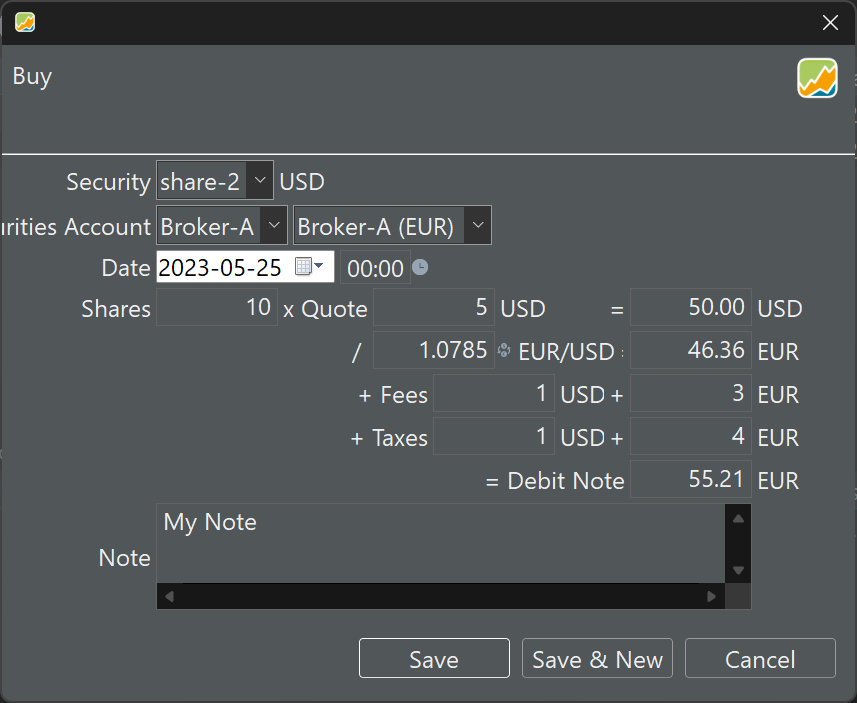 Buy
Security share-2 USD
rities Account Broker-A Broker-A (EUR)
Date 2023-05-25 00:00
Shares 10 x Quote 5 USD = 50.00 USD
/ 1.0785 EUR/USD : 46.36 EUR
+ Fees 1 USD + 3 EUR
+ Taxes 1 USD + 4 EUR
= Debit Note 55.21 EUR
Note My Note
Save Save & New Cancel